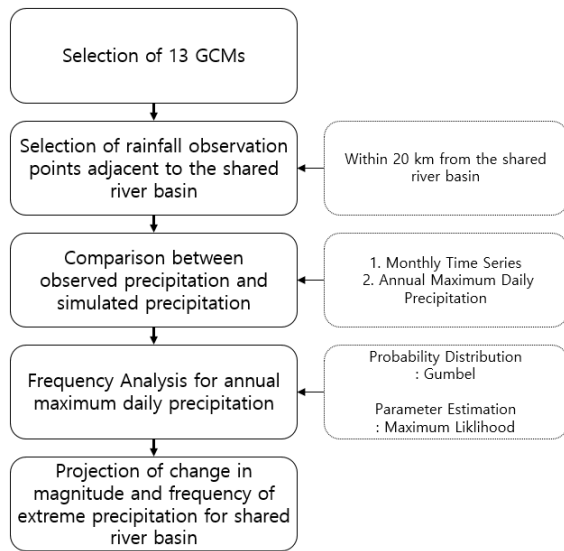 Selection of 13 GCMs
Selection of rainfall observation
points adjacent to the shared
river basin
Within 20 km from the shared
river basin
Comparison between
observed precipitation and
simulated precipitation
1. Monthly Time Series
2. Annual Maximum Daily
Precipitation
Frequency Analysis for annual
maximum daily precipitation
Probability Distribution
: Gumbel
Parameter Estimation
: Maximum Liklihood
Projection of change in
magnitude and frequency of
extreme precipitation for shared
river basin